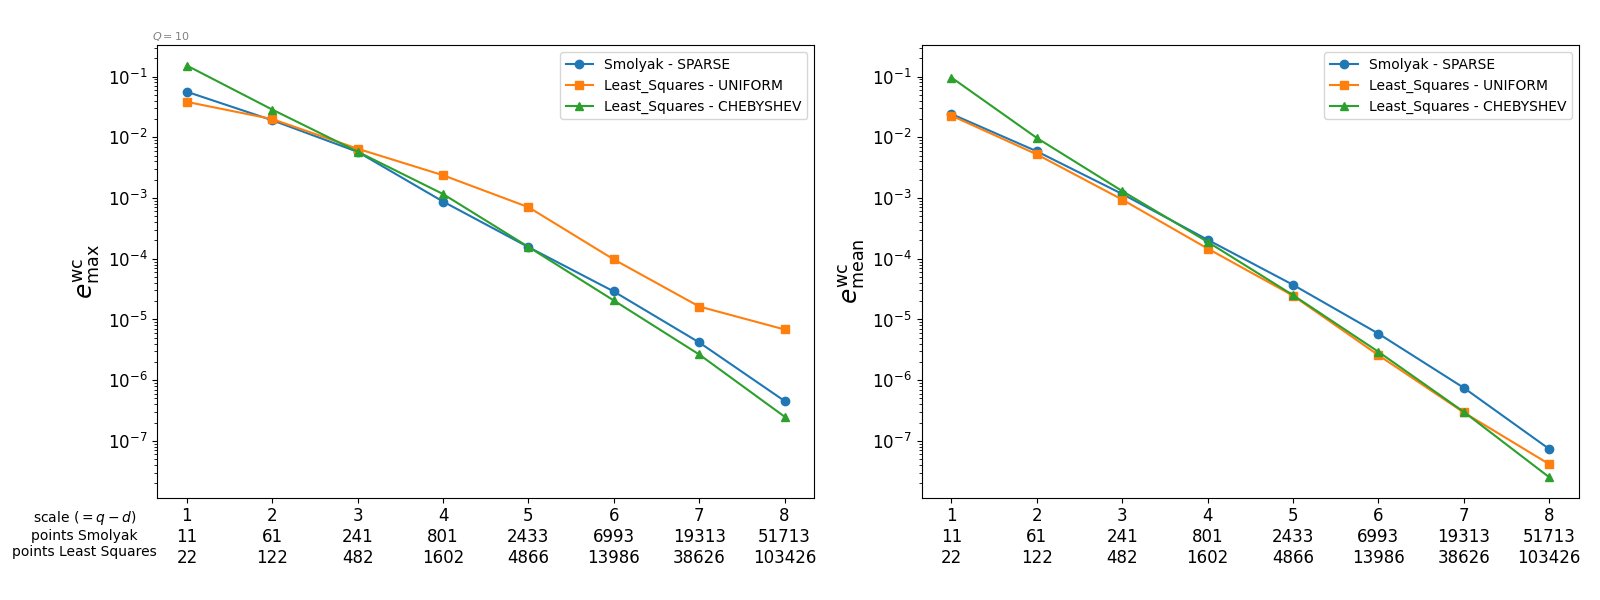 Q = 10
10⁻¹
10⁻²
10⁻³
10⁻⁴
10⁻⁵
10⁻⁶
10⁻⁷
e^wc_max
Smolyak - SPARSE
Least_Squares - UNIFORM
Least_Squares - CHEBYSHEV
scale (= q − d) 1 2 3 4 5 6 7 8
points Smolyak 11 61 241 801 2433 6993 19313 51713
points Least Squares 22 122 482 1602 4866 13986 38626 103426
10⁻¹
10⁻²
10⁻³
10⁻⁴
10⁻⁵
10⁻⁶
10⁻⁷
e^wc_mean
Smolyak - SPARSE
Least_Squares - UNIFORM
Least_Squares - CHEBYSHEV
1 2 3 4 5 6 7 8
11 61 241 801 2433 6993 19313 51713
22 122 482 1602 4866 13986 38626 103426